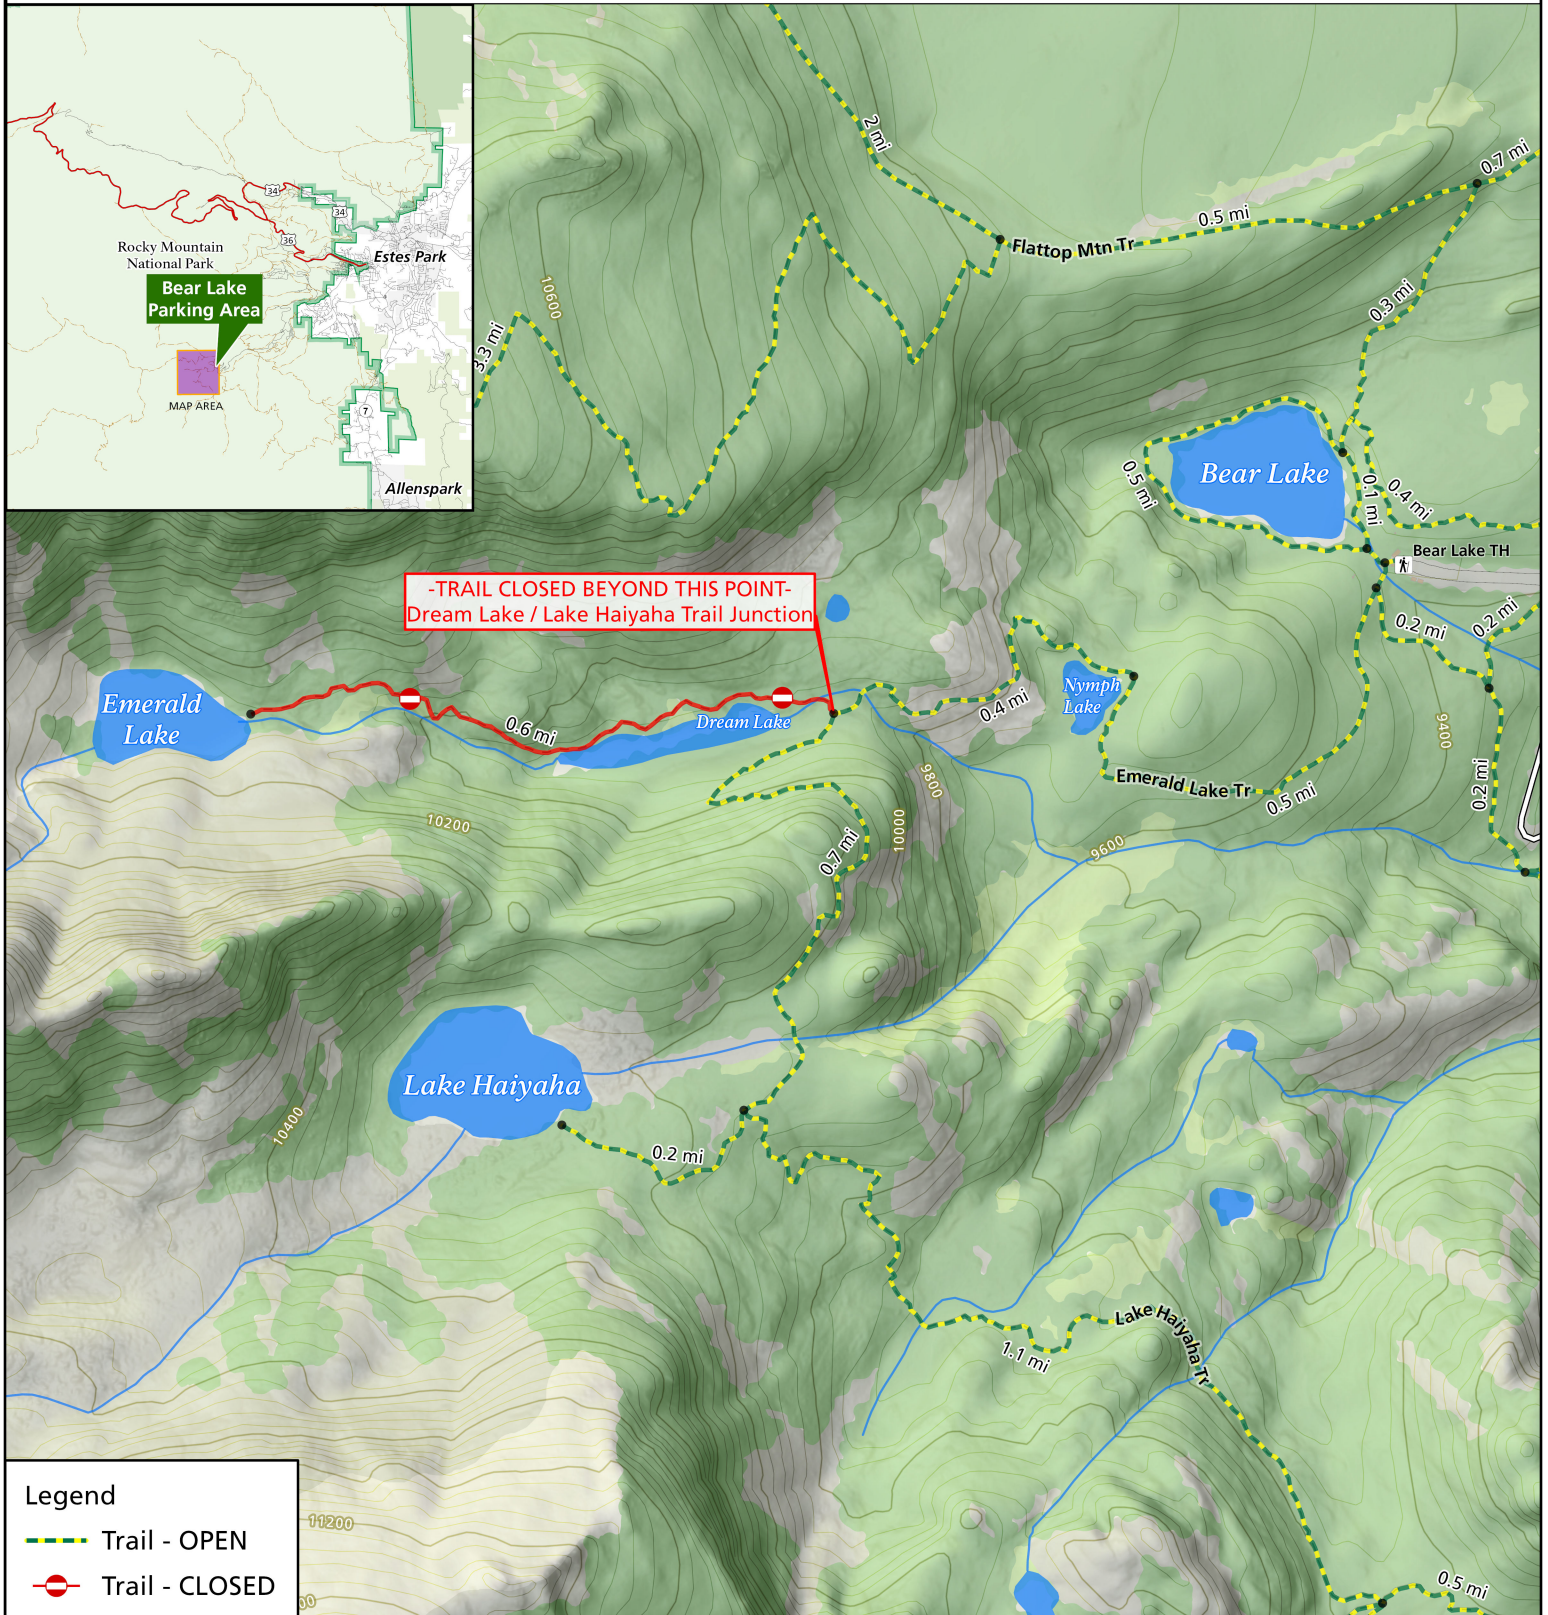 34
34
36
Rocky Mountain
National Park
Estes Park
Bear Lake
Parking Area
MAP AREA
7
Allenspark
2 mi
0.7 mi
0.5 mi
Flattop Mtn Tr
10600
3.3 mi
0.3 mi
Bear Lake
0.5 mi
0.1 mi
0.4 mi
Bear Lake TH
-TRAIL CLOSED BEYOND THIS POINT-
Dream Lake / Lake Haiyaha Trail Junction
0.2 mi
0.2 mi
Emerald
Lake
0.6 mi
Dream Lake
0.4 mi
Nymph
Lake
9400
Emerald Lake Tr
0.5 mi
0.2 mi
9800
10200
10000
0.7 mi
9600
Lake Haiyaha
10400
0.2 mi
Lake Haiyaha Tr
1.1 mi
11200
0.5 mi
Legend
Trail - OPEN
Trail - CLOSED